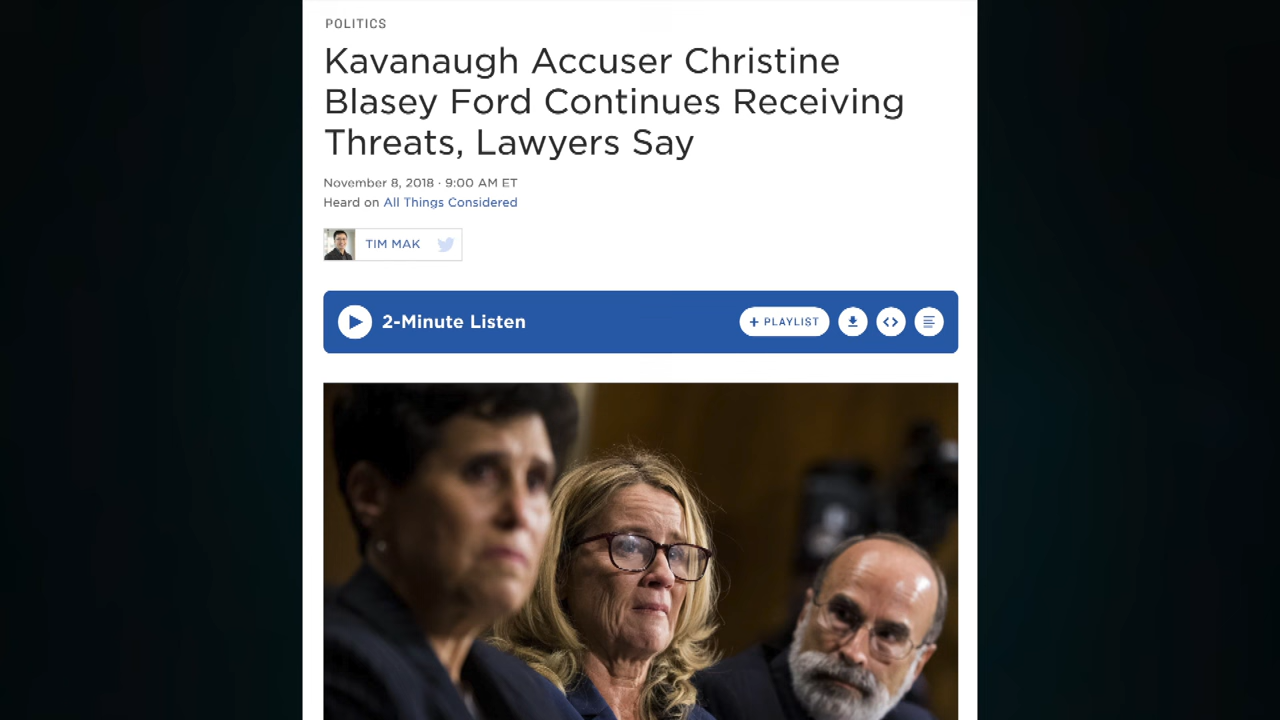 POLITICS
Kavanaugh Accuser Christine
Blasey Ford Continues Receiving
Threats, Lawyers Say
November 8, 2018 · 9:00 AM ET
Heard on All Things Considered
TIM MAK
2-Minute Listen
+ PLAYLIST